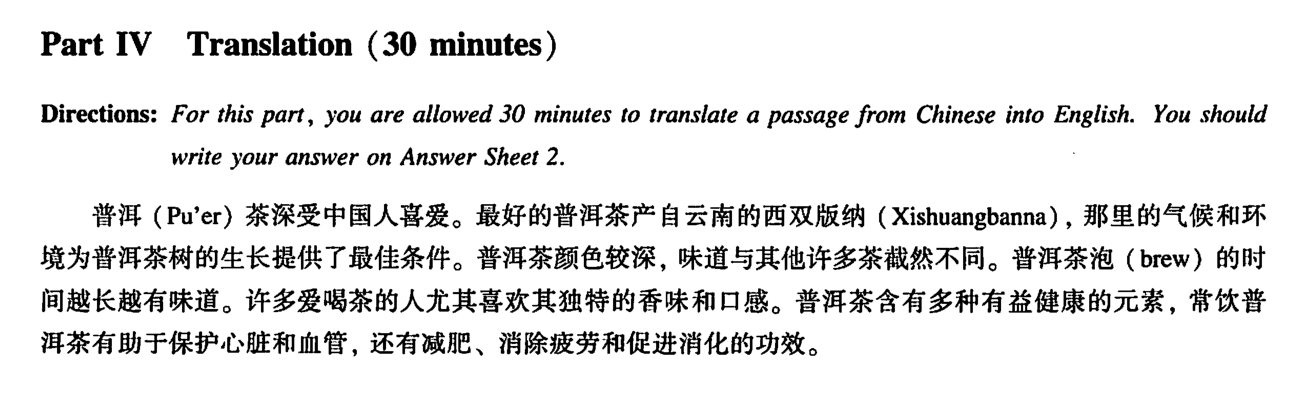 Part IV Translation (30 minutes)
Directions: For this part, you are allowed 30 minutes to translate a passage from Chinese into English. You should
write your answer on Answer Sheet 2.
普洱（Pu'er）茶深受中国人喜爱。最好的普洱茶产自云南的西双版纳（Xishuangbanna），那里的气候和环
境为普洱茶树的生长提供了最佳条件。普洱茶颜色较深，味道与其他许多茶截然不同。普洱茶泡（brew）的时
间越长越有味道。许多爱喝茶的人尤其喜欢其独特的香味和口感。普洱茶含有多种有益健康的元素，常饮普
洱茶有助于保护心脏和血管，还有减肥、消除疲劳和促进消化的功效。